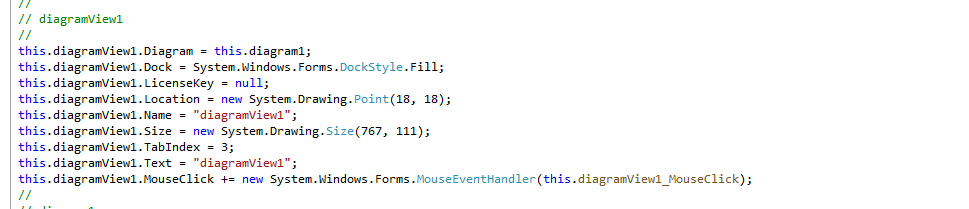 //
// diagramView1
//
this.diagramView1.Diagram = this.diagram1;
this.diagramView1.Dock = System.Windows.Forms.DockStyle.Fill;
this.diagramView1.LicenseKey = null;
this.diagramView1.Location = new System.Drawing.Point(18, 18);
this.diagramView1.Name = "diagramView1";
this.diagramView1.Size = new System.Drawing.Size(767, 111);
this.diagramView1.TabIndex = 3;
this.diagramView1.Text = "diagramView1";
this.diagramView1.MouseClick += new System.Windows.Forms.MouseEventHandler(this.diagramView1_MouseClick);
//